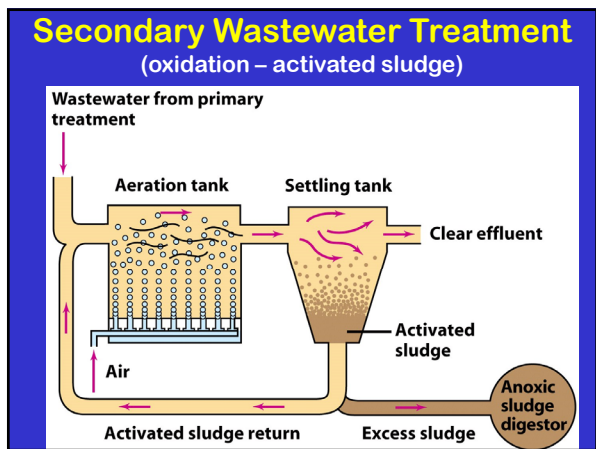 Secondary Wastewater Treatment
(oxidation – activated sludge)
Wastewater from primary
treatment
Aeration tank
Settling tank
Clear effluent
Activated
sludge
Air
Anoxic
sludge
digestor
Activated sludge return
Excess sludge